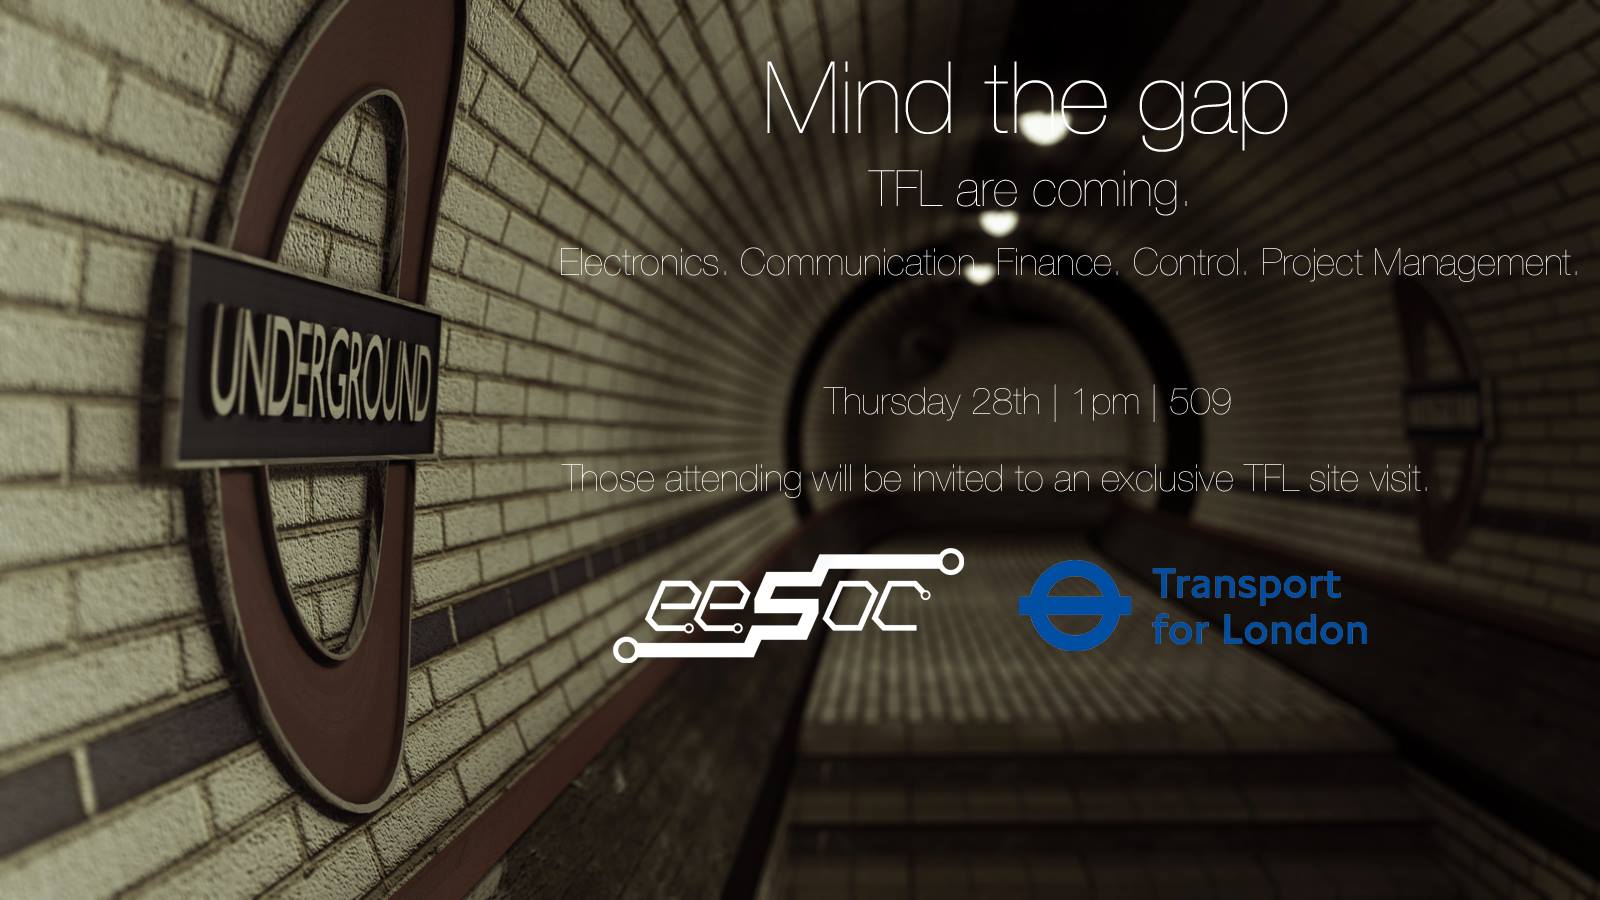 Mind the gap
TFL are coming.
Electronics. Communication. Finance. Control. Project Management.
UNDERGROUND
Thursday 28th | 1pm | 509
Those attending will be invited to an exclusive TFL site visit.
eesoc
Transport
for London